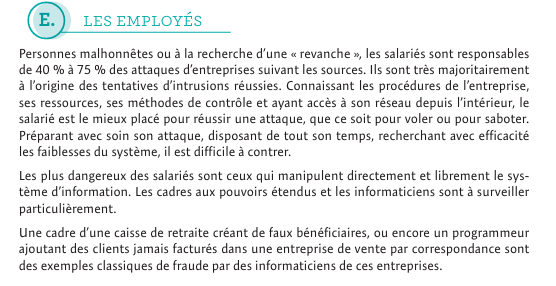 E. LES EMPLOYÉS
Personnes malhonnêtes ou à la recherche d'une « revanche », les salariés sont responsables
de 40 % à 75 % des attaques d'entreprises suivant les sources. Ils sont très majoritairement
à l'origine des tentatives d'intrusions réussies. Connaissant les procédures de l'entreprise,
ses ressources, ses méthodes de contrôle et ayant accès à son réseau depuis l'intérieur, le
salarié est le mieux placé pour réussir une attaque, que ce soit pour voler ou pour saboter.
Préparant avec soin son attaque, disposant de tout son temps, recherchant avec efficacité
les faiblesses du système, il est difficile à contrer.
Les plus dangereux des salariés sont ceux qui manipulent directement et librement le sys-
tème d'information. Les cadres aux pouvoirs étendus et les informaticiens sont à surveiller
particulièrement.
Une cadre d'une caisse de retraite créant de faux bénéficiaires, ou encore un programmeur
ajoutant des clients jamais facturés dans une entreprise de vente par correspondance sont
des exemples classiques de fraude par des informaticiens de ces entreprises.